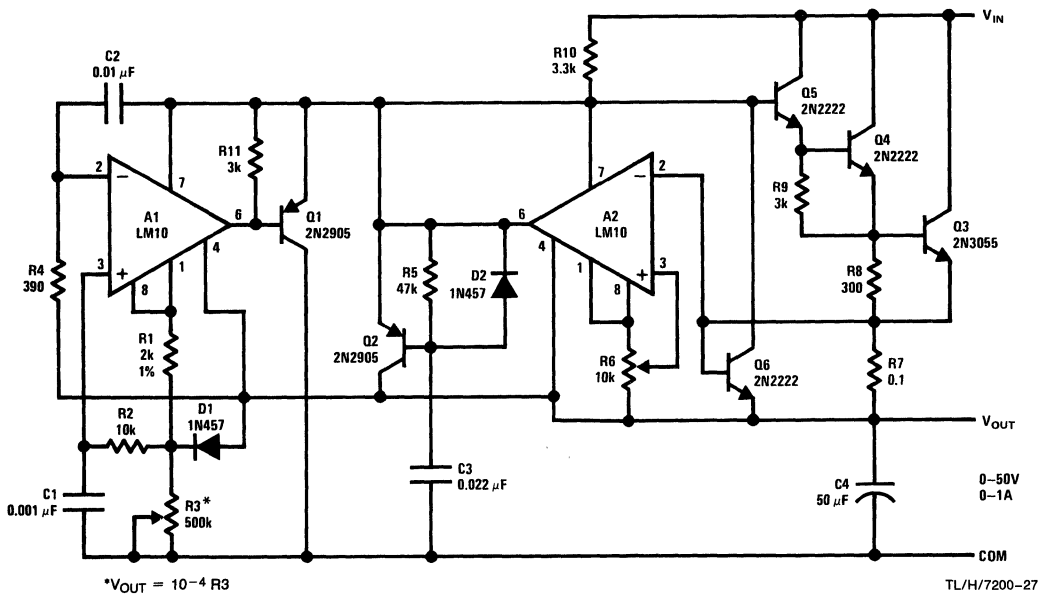 VIN
C2
0.01 μF
R10
3.3k
Q5
2N2222
Q4
2N2222
R11
3k
R9
3k
2
−
7
A1
LM10
6
4
3
+
1
8
Q1
2N2905
6
7
−
2
A2
LM10
4
1
8
+
3
Q3
2N3055
R4
390
R5
47k
D2
1N457
R8
300
R1
2k
1%
Q2
2N2905
R6
10k
Q6
2N2222
R7
0.1
R2
10k
D1
1N457
VOUT
C1
0.001 μF
R3*
500k
C3
0.022 μF
C4
50 μF
0–50V
0–1A
COM
*VOUT = 10−4 R3
TL/H/7200–27